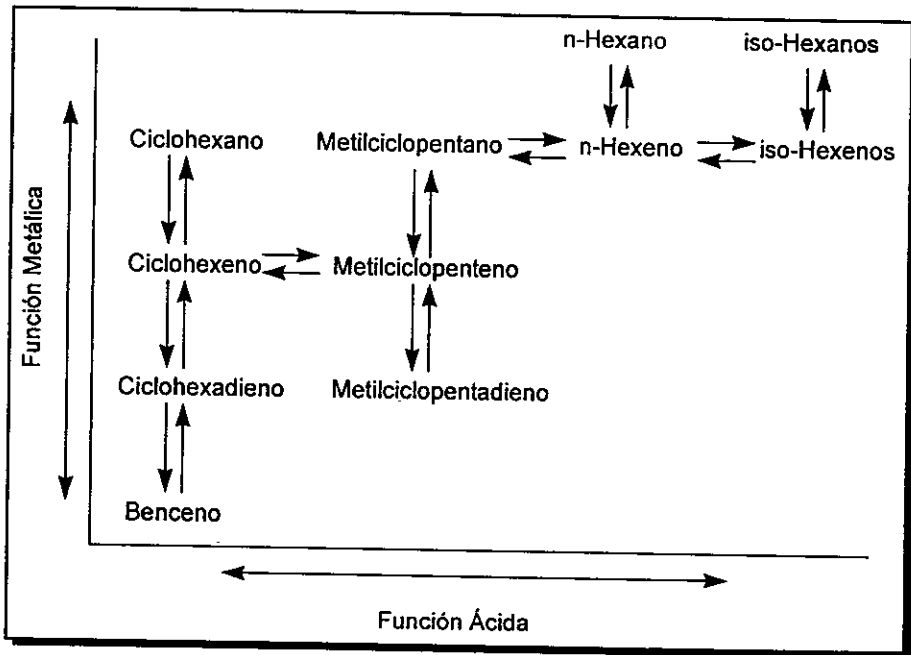 n-Hexano
iso-Hexanos
Ciclohexano
Metilciclopentano
n-Hexeno
iso-Hexenos
Ciclohexeno
Metilciclopenteno
Ciclohexadieno
Metilciclopentadieno
Benceno
Función Metálica
Función Ácida